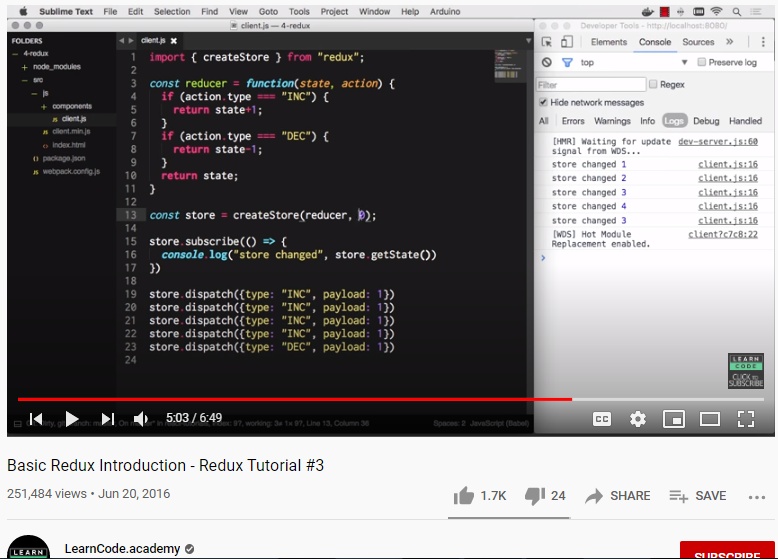 Sublime Text File Edit Selection Find View Goto Tools Project Window Help Arduino
client.js — 4-redux
Developer Tools - http://localhost:8080/
FOLDERS
4-redux
node_modules
src
js
components
client.js
client.min.js
index.html
package.json
webpack.config.js
client.js
1 import { createStore } from "redux";
2
3 const reducer = function(state, action) {
4 if (action.type === "INC") {
5 return state+1;
6 }
7 if (action.type === "DEC") {
8 return state-1;
9 }
10 return state;
11 }
12
13 const store = createStore(reducer, 0);
14
15 store.subscribe(() => {
16 console.log("store changed", store.getState())
17 })
18
19 store.dispatch({type: "INC", payload: 1})
20 store.dispatch({type: "INC", payload: 1})
21 store.dispatch({type: "INC", payload: 1})
22 store.dispatch({type: "INC", payload: 1})
23 store.dispatch({type: "DEC", payload: 1})
24
Elements Console Sources »
top Preserve log
Filter Regex
Hide network messages
All Errors Warnings Info Logs Debug Handled
[HMR] Waiting for update dev-server.js:60
signal from WDS...
store changed 1 client.js:16
store changed 2 client.js:16
store changed 3 client.js:16
store changed 4 client.js:16
store changed 3 client.js:16
[WDS] Hot Module client?c7c8:22
Replacement enabled.
LEARN
CODE
CLICK TO
SUBSCRIBE
5:03 / 6:49
CC
Line 13, Column 36
Spaces: 2 JavaScript (Babel)
Basic Redux Introduction - Redux Tutorial #3
251,484 views • Jun 20, 2016
1.7K 24 SHARE SAVE
LEARN
LearnCode.academy
SUBSCRIBE